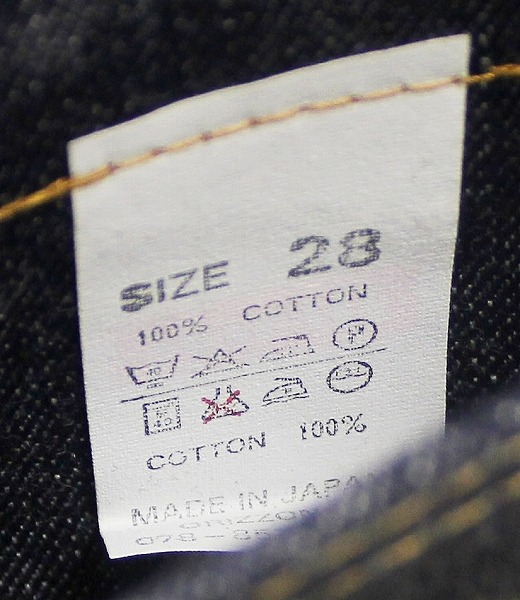 SIZE 28
100% COTTON
COTTON 100%
MADE IN JAPA